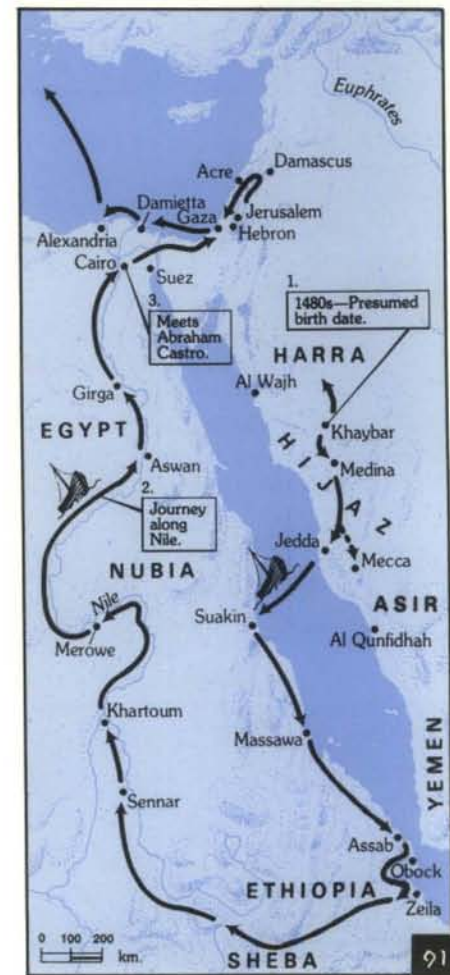 Euphrates
Damascus
Acre
Damietta
Gaza
Jerusalem
Hebron
Alexandria
Cairo
Suez
1.
1480s—Presumed
birth date.
3.
Meets
Abraham
Castro.
HARRA
Al Wajh
Girga
Khaybar
EGYPT
HIJAZ
Medina
Aswan
2.
Journey
along
Nile.
Jedda
Mecca
NUBIA
ASIR
Nile
Suakin
Al Qunfidhah
Merowe
Khartoum
Massawa
YEMEN
Sennar
Assab
Obock
ETHIOPIA
Zeila
0 100 200
km.
SHEBA
91